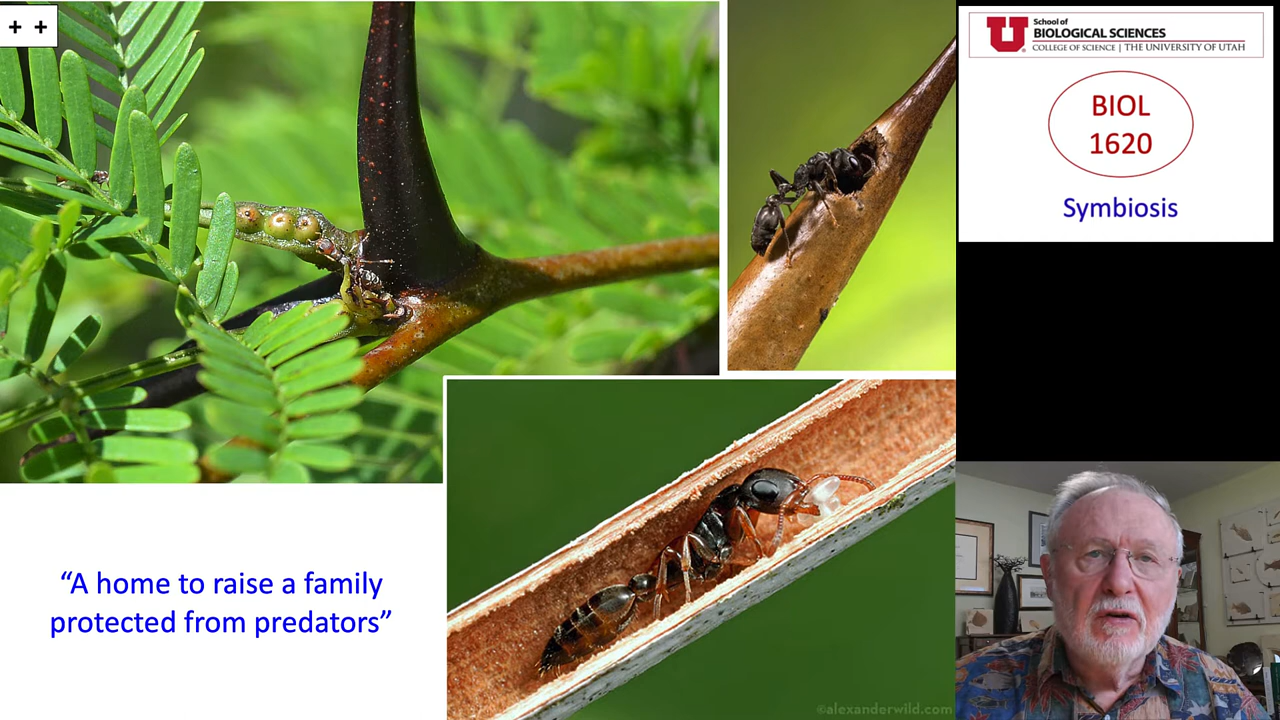 + +
School of
BIOLOGICAL SCIENCES
COLLEGE OF SCIENCE | THE UNIVERSITY OF UTAH
BIOL
1620
Symbiosis
“A home to raise a family
protected from predators”
©alexanderwild.com